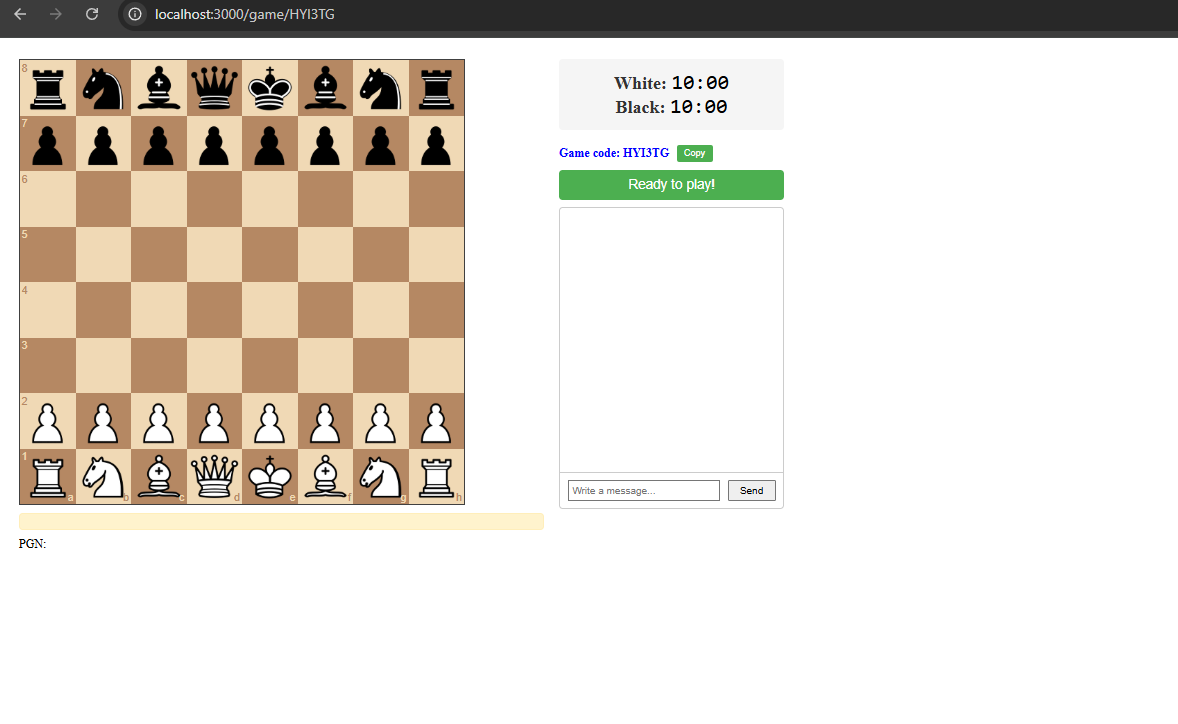 localhost:3000/game/HYI3TG
8
7
6
5
4
3
2
1
a b c d e f g h
PGN:
White: 10:00
Black: 10:00
Game code: HYI3TG Copy
Ready to play!
Write a message...
Send